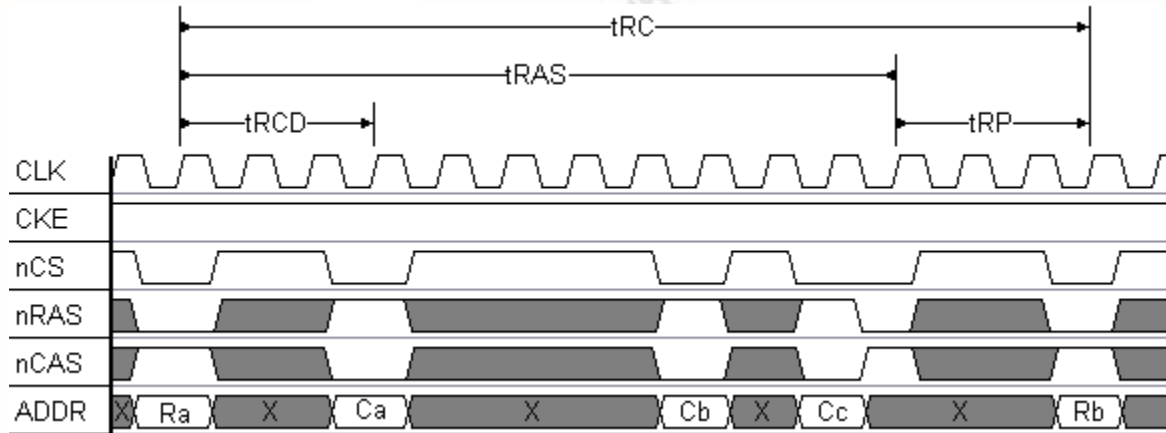 tRC
tRAS
tRCD tRP
CLK
CKE
nCS
nRAS
nCAS
ADDR X Ra X Ca X Cb X Cc X Rb